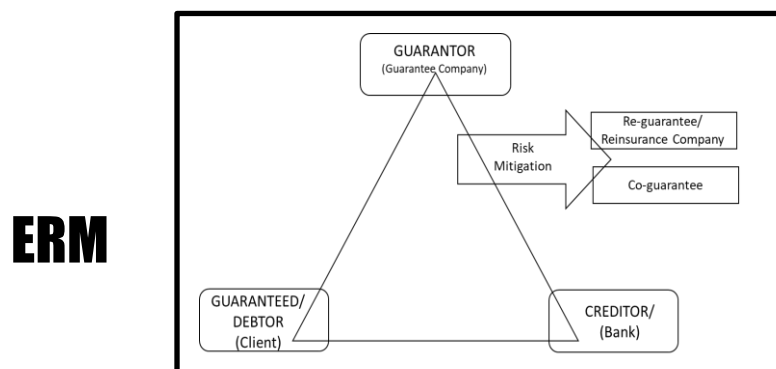 GUARANTOR
(Guarantee Company)
Re-guarantee/
Reinsurance Company
Risk
Mitigation
Co-guarantee
ERM
GUARANTEED/
DEBTOR
(Client)
CREDITOR/
(Bank)